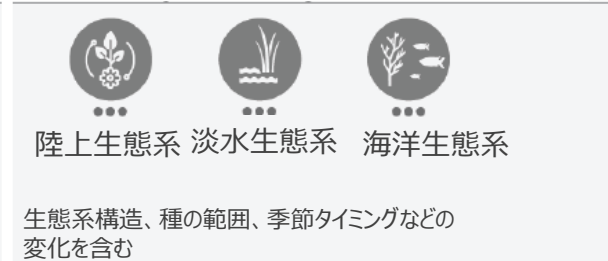 陸上生態系 淡水生態系 海洋生態系
生態系構造、種の範囲、季節タイミングなどの
変化を含む